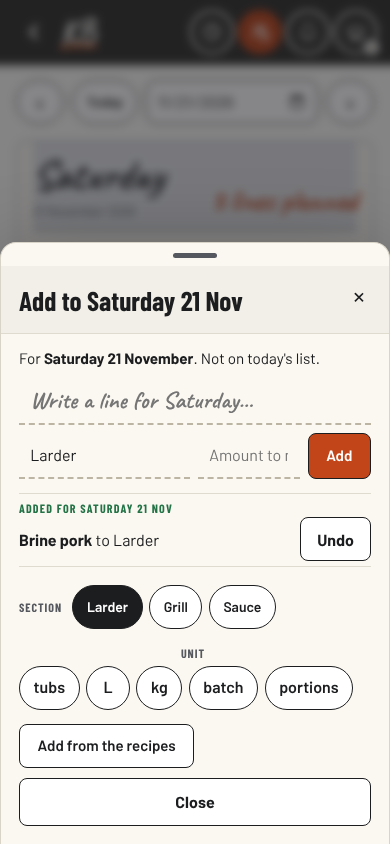 Today
Saturday
Add to Saturday 21 Nov
×
For Saturday 21 November. Not on today's list.
Write a line for Saturday...
Larder
Amount to r
Add
ADDED FOR SATURDAY 21 NOV
Brine pork to Larder
Undo
SECTION
Larder
Grill
Sauce
UNIT
tubs
L
kg
batch
portions
Add from the recipes
Close